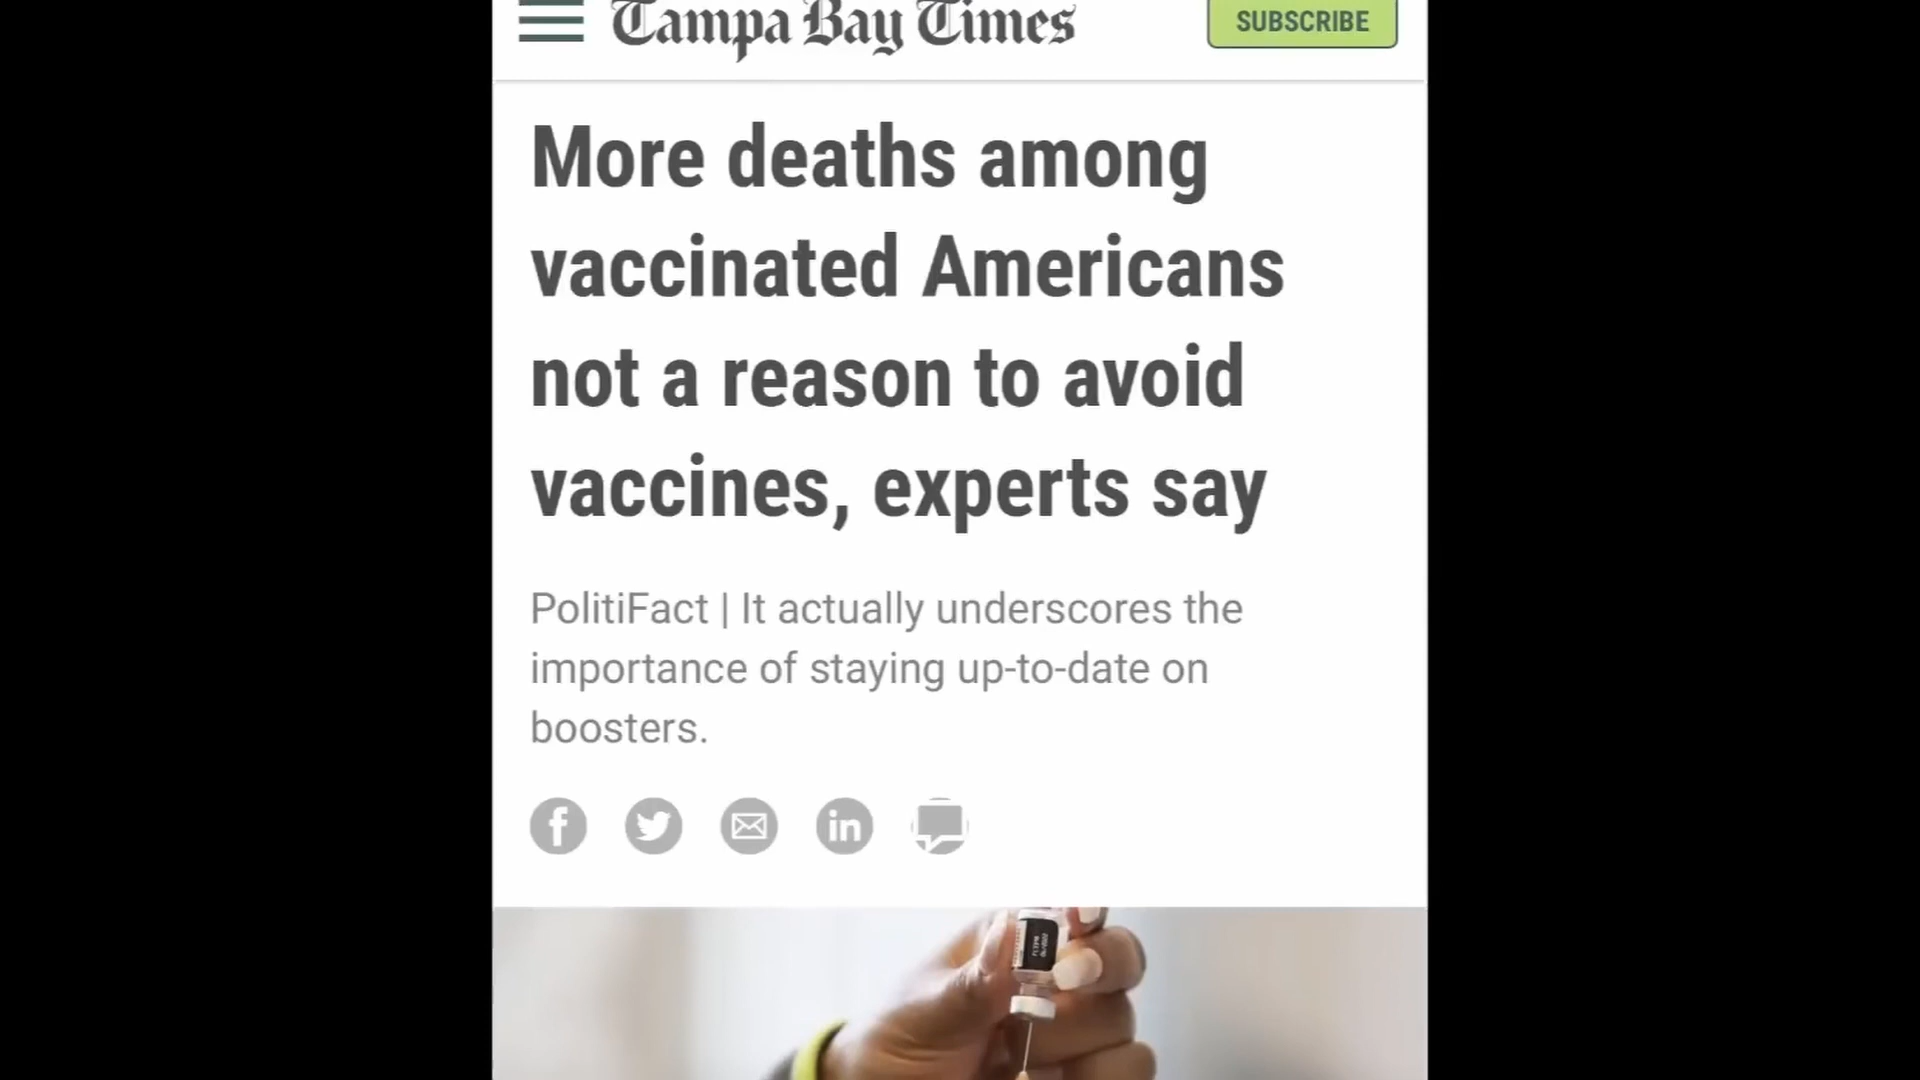 Tampa Bay Times
SUBSCRIBE
More deaths among
vaccinated Americans
not a reason to avoid
vaccines, experts say
PolitiFact | It actually underscores the
importance of staying up-to-date on
boosters.